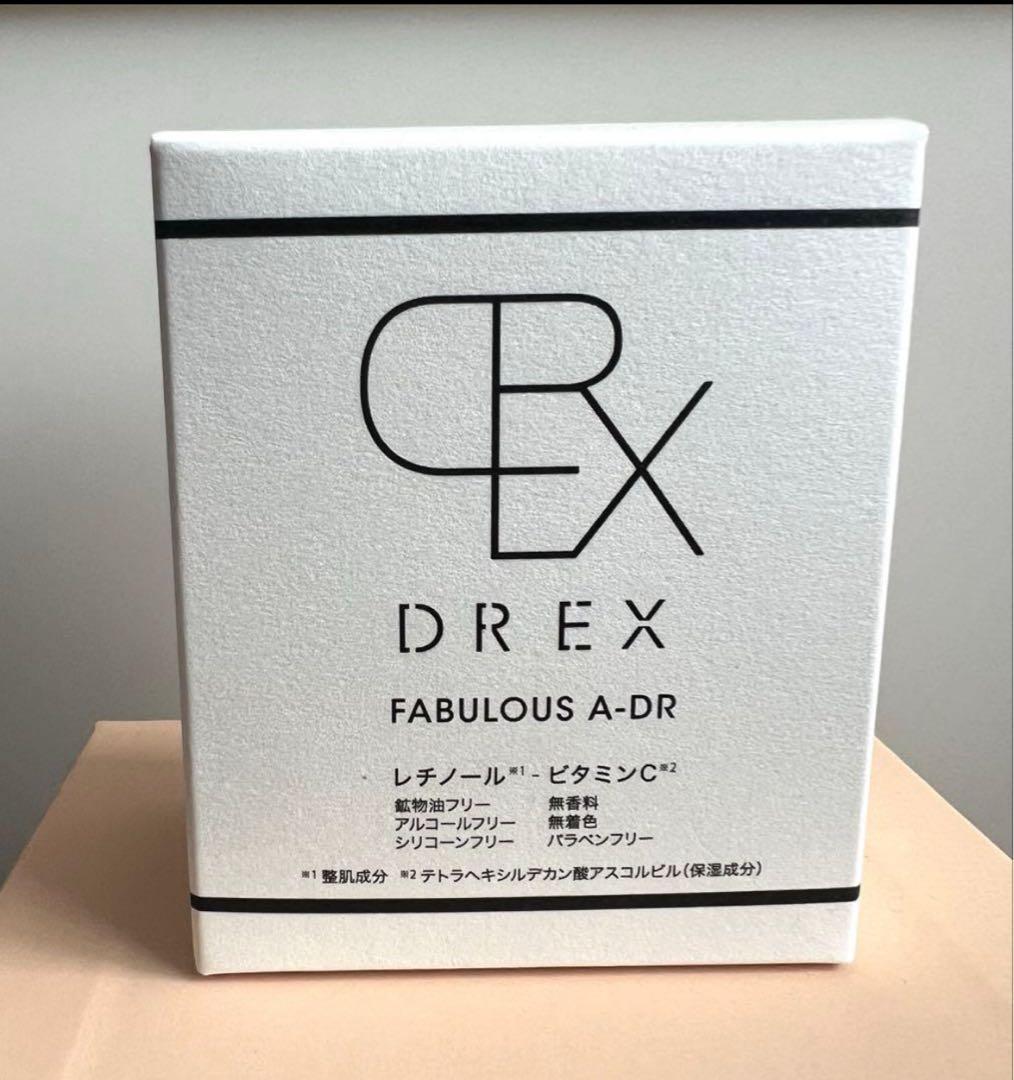 DREX
DREX
FABULOUS A-DR
レチノール※1 - ビタミンC※2
鉱物油フリー 無香料
アルコールフリー 無着色
シリコーンフリー パラベンフリー
※1 整肌成分 ※2 テトラヘキシルデカン酸アスコルビル(保湿成分)